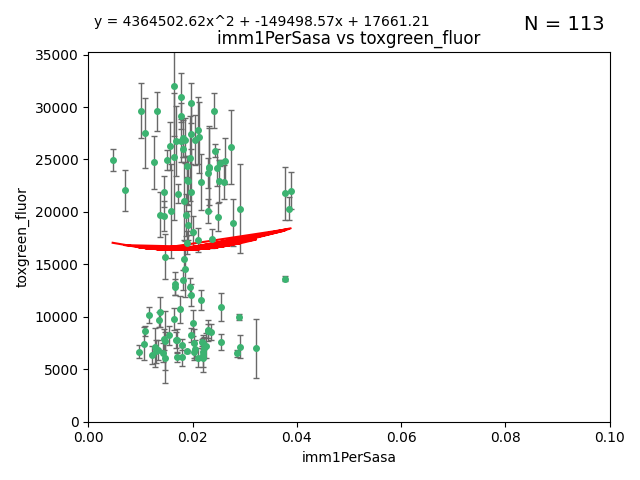 y = 4364502.62x^2 + -149498.57x + 17661.21
N = 113
imm1PerSasa vs toxgreen_fluor
35000
30000
25000
20000
15000
10000
5000
0
toxgreen_fluor
0.00 0.02 0.04 0.06 0.08 0.10
imm1PerSasa